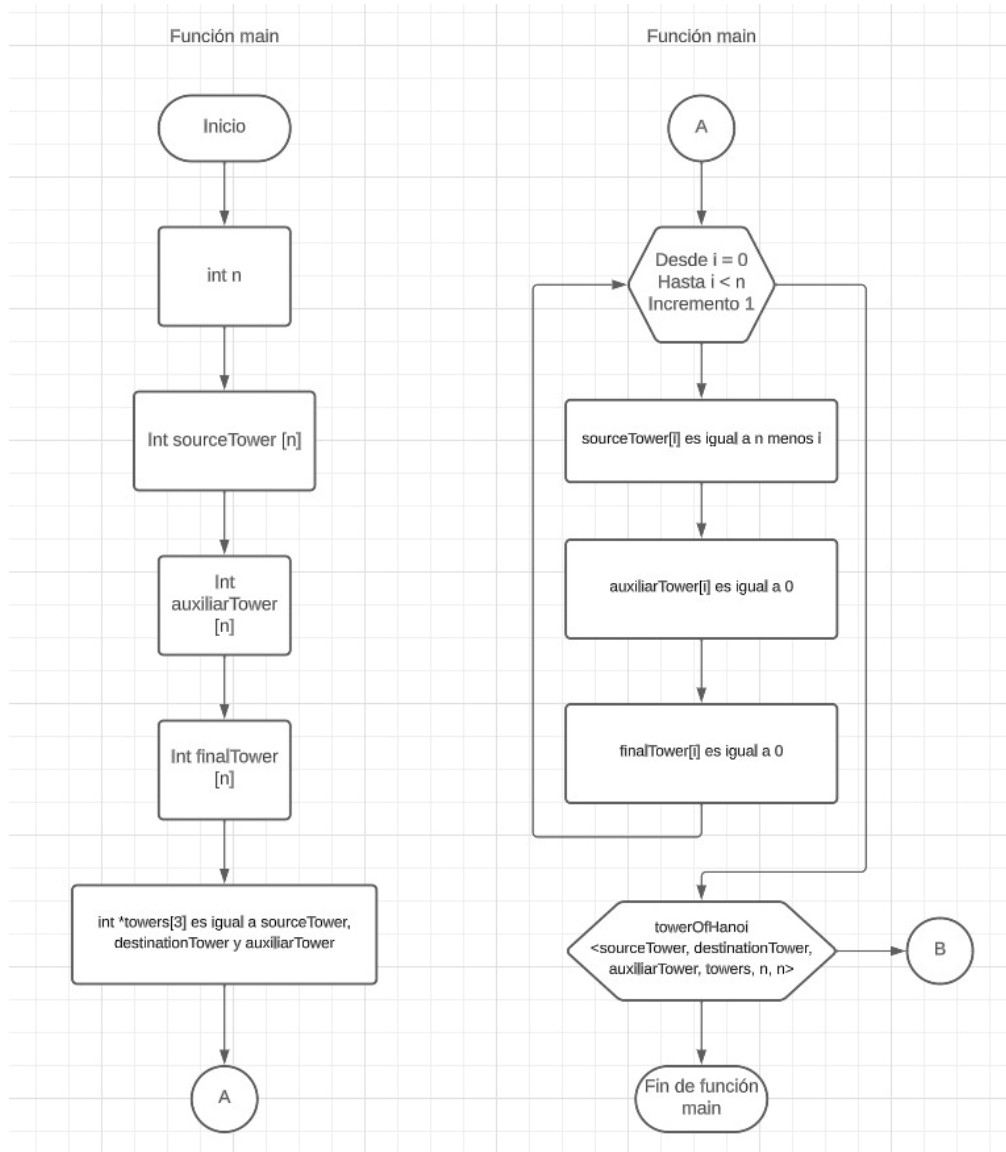 Función main
Inicio
int n
Int sourceTower [n]
Int
auxiliarTower
[n]
Int finalTower
[n]
int *towers[3] es igual a sourceTower,
destinationTower y auxiliarTower
A
Función main
A
Desde i = 0
Hasta i < n
Incremento 1
sourceTower[i] es igual a n menos i
auxiliarTower[i] es igual a 0
finalTower[i] es igual a 0
towerOfHanoi
<sourceTower, destinationTower,
auxiliarTower, towers, n, n>
B
Fin de función
main